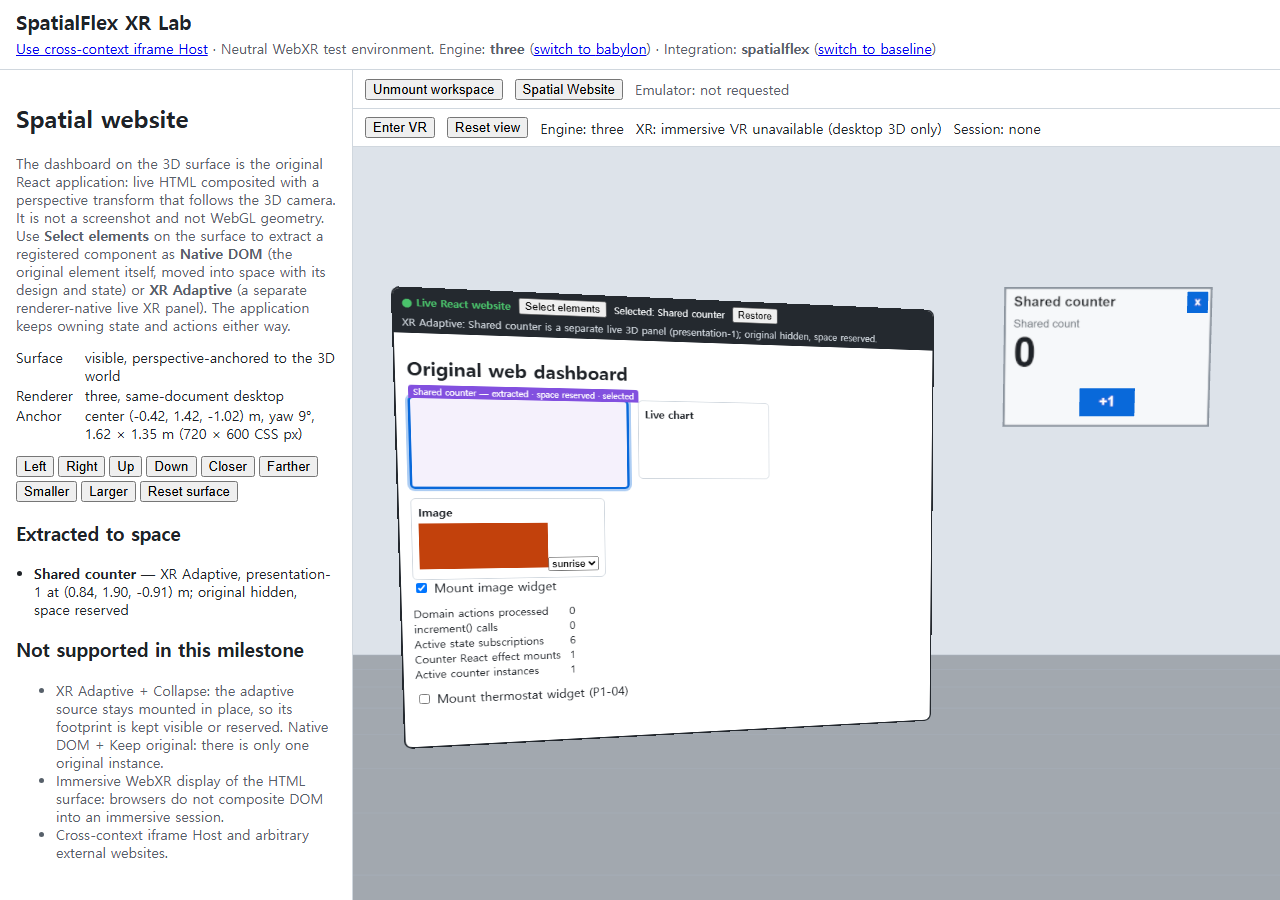 SpatialFlex XR Lab
Use cross-context iframe Host · Neutral WebXR test environment. Engine: three (switch to babylon) · Integration: spatialflex (switch to baseline)
Spatial website
The dashboard on the 3D surface is the original
React application: live HTML composited with a
perspective transform that follows the 3D camera.
It is not a screenshot and not WebGL geometry.
Use Select elements on the surface to extract a
registered component as Native DOM (the
original element itself, moved into space with its
design and state) or XR Adaptive (a separate
renderer-native live XR panel). The application
keeps owning state and actions either way.
Surface visible, perspective-anchored to the 3D
world
Renderer three, same-document desktop
Anchor center (-0.42, 1.42, -1.02) m, yaw 9°,
1.62 × 1.35 m (720 × 600 CSS px)
Left Right Up Down Closer Farther
Smaller Larger Reset surface
Extracted to space
• Shared counter — XR Adaptive, presentation-
1 at (0.84, 1.90, -0.91) m; original hidden,
space reserved
Not supported in this milestone
• XR Adaptive + Collapse: the adaptive
source stays mounted in place, so its
footprint is kept visible or reserved. Native
DOM + Keep original: there is only one
original instance.
• Immersive WebXR display of the HTML
surface: browsers do not composite DOM
into an immersive session.
• Cross-context iframe Host and arbitrary
external websites.
Unmount workspace Spatial Website Emulator: not requested
Enter VR Reset view Engine: three XR: immersive VR unavailable (desktop 3D only) Session: none
Live React website Select elements Selected: Shared counter Restore
XR Adaptive: Shared counter is a separate live 3D panel (presentation-1); original hidden, space reserved.
Original web dashboard
Shared counter — extracted · space reserved · selected
Live chart
Image
sunrise
Mount image widget
Domain actions processed 0
increment() calls 0
Active state subscriptions 6
Counter React effect mounts 1
Active counter instances 1
Mount thermostat widget (P1-04)
Shared counter x
Shared count
0
+1